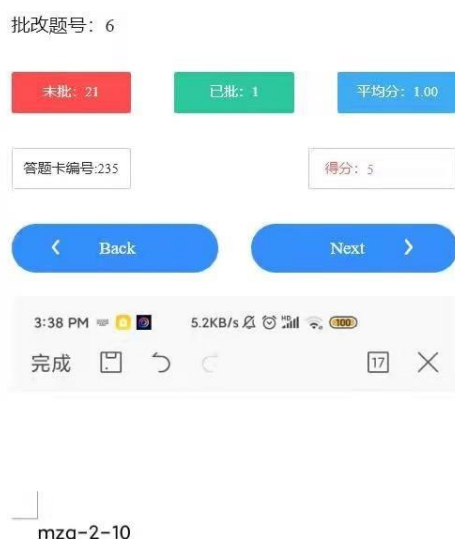 批改题号：6
未批：21 已批：1 平均分：1.00
答题卡编号:235 得分：5
Back Next
3:38 PM 5.2KB/s HD 100
完成 17
mzg-2-10